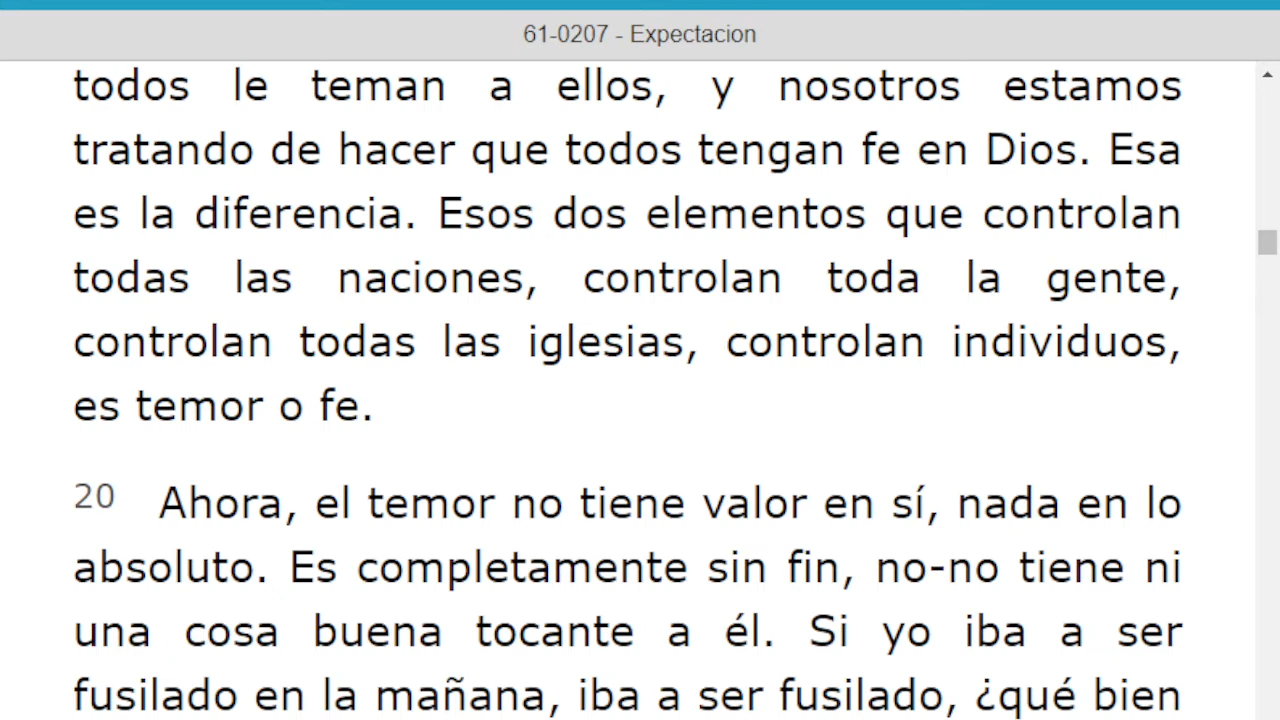 61-0207 - Expectacion
todos le teman a ellos, y nosotros estamos
tratando de hacer que todos tengan fe en Dios. Esa
es la diferencia. Esos dos elementos que controlan
todas las naciones, controlan toda la gente,
controlan todas las iglesias, controlan individuos,
es temor o fe.
20 Ahora, el temor no tiene valor en sí, nada en lo
absoluto. Es completamente sin fin, no-no tiene ni
una cosa buena tocante a él. Si yo iba a ser
fusilado en la mañana, iba a ser fusilado, ¿qué bien